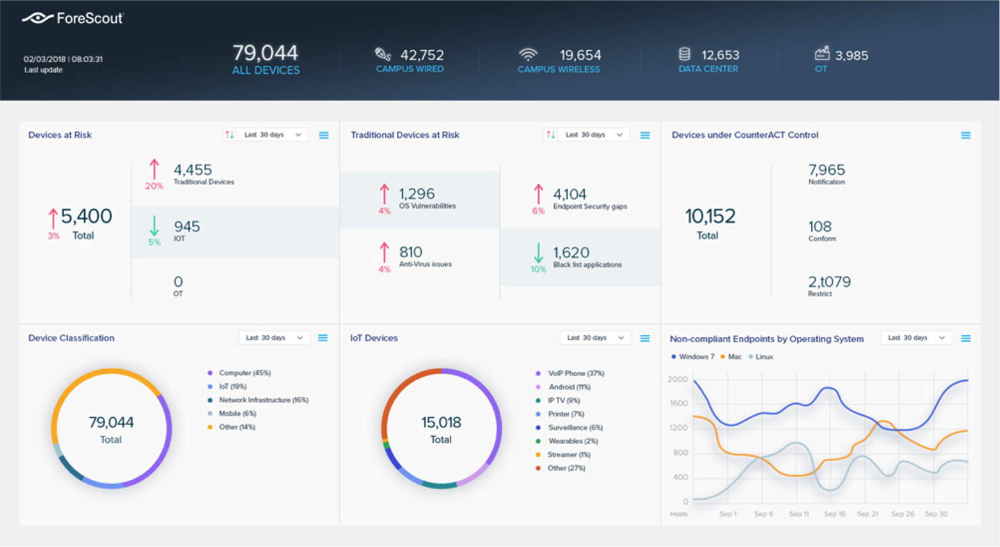 ForeScout
02/03/2018 | 08:03:31
Last update
79,044
ALL DEVICES
42,752
CAMPUS WIRED
19,654
CAMPUS WIRELESS
12,653
DATA CENTER
3,985
OT
Devices at Risk
Last 30 days
5,400
3%
Total
4,455
Traditional Devices
20%
945
IOT
5%
0
OT
Traditional Devices at Risk
Last 30 days
1,296
OS Vulnerabilities
4%
4,104
Endpoint Security gaps
6%
810
Anti-Virus issues
4%
1,620
Black list applications
10%
Devices under CounterACT Control
10,152
Total
7,965
Notification
108
Conform
2,t079
Restrict
Device Classification
Last 30 days
79,044
Total
Computer (45%)
IoT (19%)
Network Infrastructure (16%)
Mobile (6%)
Other (14%)
IoT Devices
Last 30 days
15,018
Total
VoIP Phone (37%)
Android (11%)
IP TV (9%)
Printer (7%)
Surveillance (6%)
Wearables (2%)
Streamer (1%)
Other (27%)
Non-compliant Endpoints by Operating System
Last 30 days
Windows 7 Mac Linux
2000
1600
1200
800
400
0
Hosts Sep 1 Sep 6 Sep 11 Sep 16 Sep 21 Sep 26 Sep 30